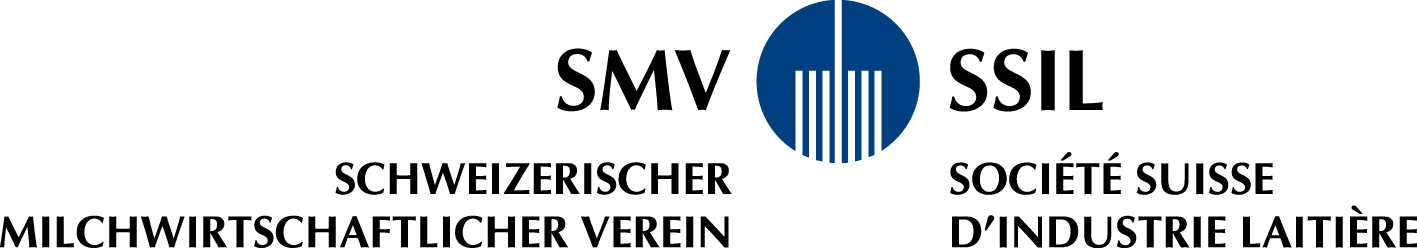 SMV
SCHWEIZERISCHER
MILCHWIRTSCHAFTLICHER VEREIN
SSIL
SOCIÉTÉ SUISSE
D’INDUSTRIE LAITIÈRE